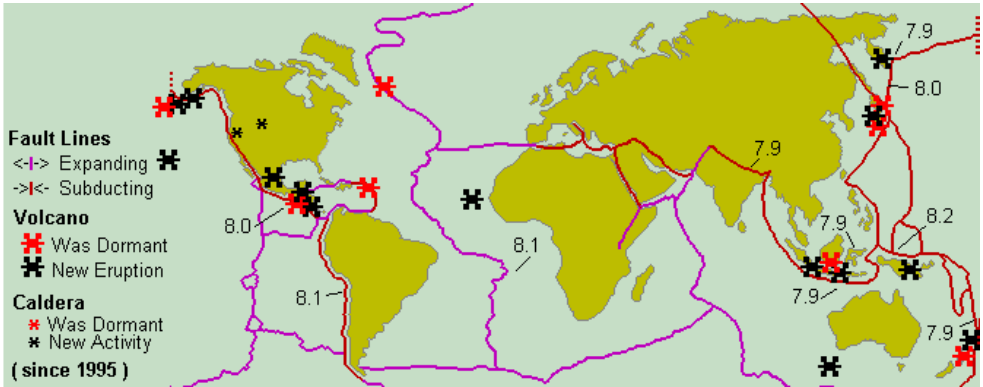 Fault Lines
<-|-> Expanding
->|<- Subducting
Volcano
Was Dormant
New Eruption
Caldera
Was Dormant
New Activity
( since 1995 )
8.0
8.1
8.1
7.9
7.9
8.0
7.9
8.2
7.9
7.9